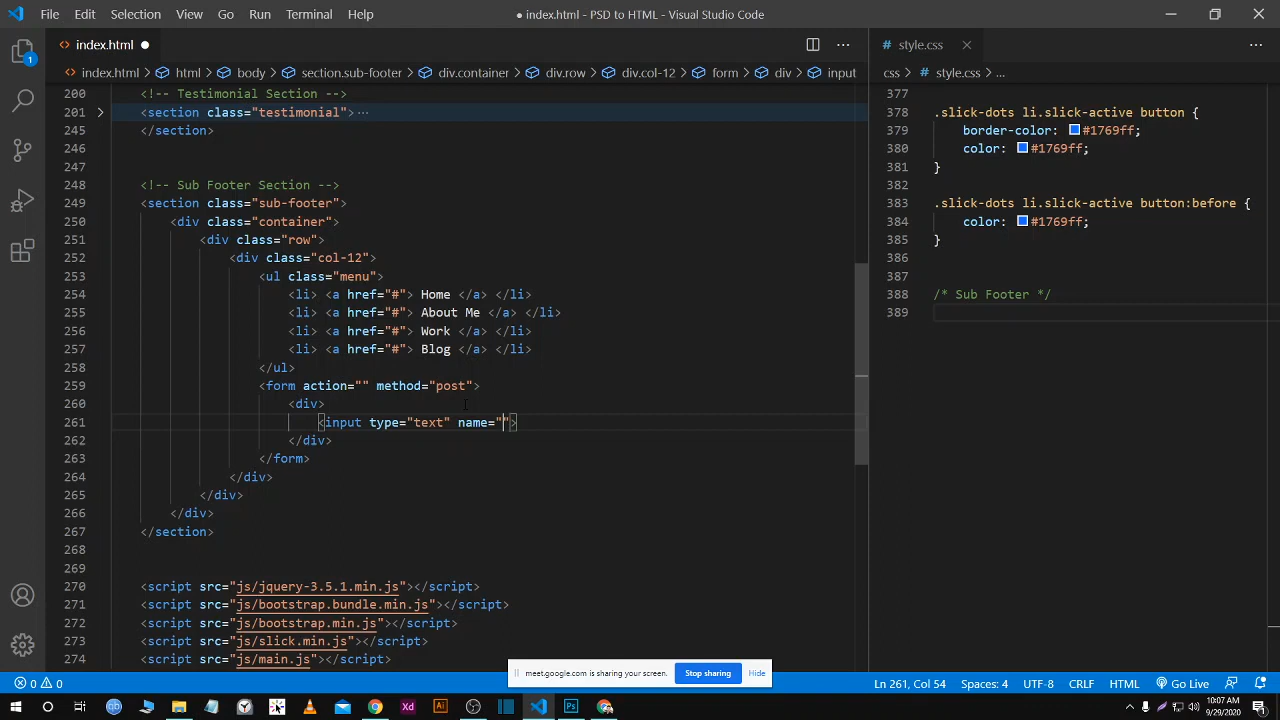 File Edit Selection View Go Run Terminal Help
● index.html - PSD to HTML - Visual Studio Code
index.html ●
style.css
index.html > html > body > section.sub-footer > div.container > div.row > div.col-12 > form > div > input
css > style.css > ...
200 <!-- Testimonial Section -->
201 <section class="testimonial">...
245 </section>
246
247
248 <!-- Sub Footer Section -->
249 <section class="sub-footer">
250 <div class="container">
251 <div class="row">
252 <div class="col-12">
253 <ul class="menu">
254 <li> <a href="#"> Home </a> </li>
255 <li> <a href="#"> About Me </a> </li>
256 <li> <a href="#"> Work </a> </li>
257 <li> <a href="#"> Blog </a> </li>
258 </ul>
259 <form action="" method="post">
260 <div>
261 <input type="text" name="">
262 </div>
263 </form>
264 </div>
265 </div>
266 </div>
267 </section>
268
269
270 <script src="js/jquery-3.5.1.min.js"></script>
271 <script src="js/bootstrap.bundle.min.js"></script>
272 <script src="js/bootstrap.min.js"></script>
273 <script src="js/slick.min.js"></script>
274 <script src="js/main.js"></script>
377
378 .slick-dots li.slick-active button {
379 border-color: #1769ff;
380 color: #1769ff;
381 }
382
383 .slick-dots li.slick-active button:before {
384 color: #1769ff;
385 }
386
387
388 /* Sub Footer */
389
meet.google.com is sharing your screen. Stop sharing Hide
0 0
Ln 261, Col 54 Spaces: 4 UTF-8 CRLF HTML Go Live
10:07 AM
9/29/2020